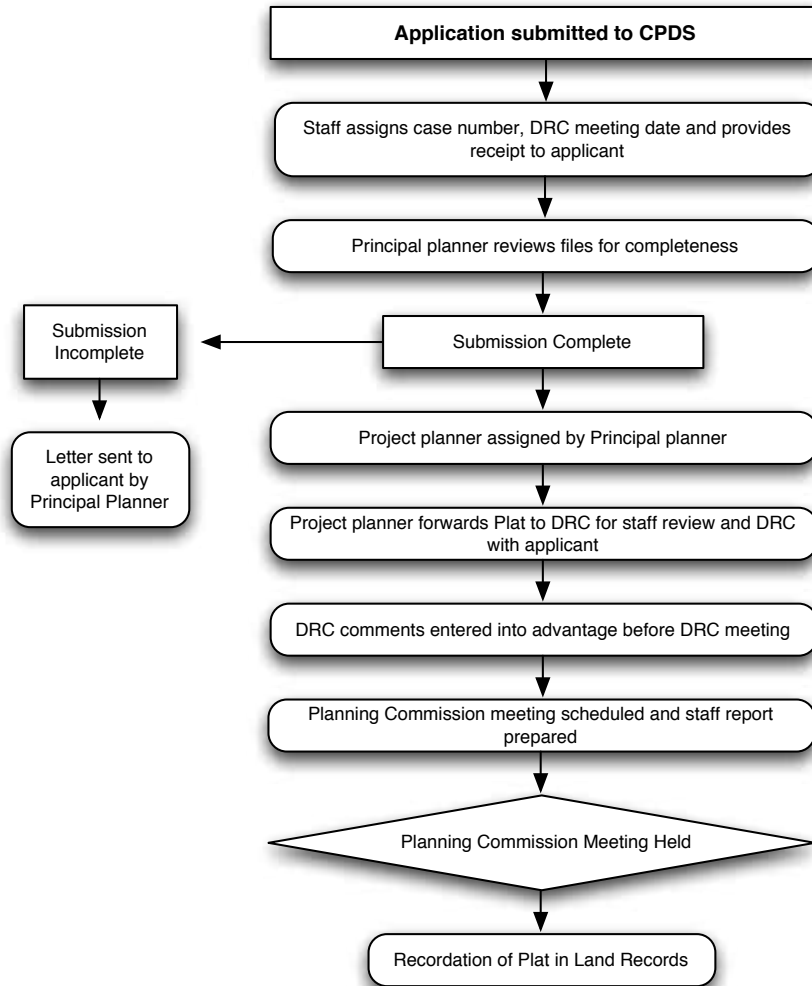 Application submitted to CPDS
Staff assigns case number, DRC meeting date and provides
receipt to applicant
Principal planner reviews files for completeness
Submission
Incomplete
Submission Complete
Letter sent to
applicant by
Principal Planner
Project planner assigned by Principal planner
Project planner forwards Plat to DRC for staff review and DRC
with applicant
DRC comments entered into advantage before DRC meeting
Planning Commission meeting scheduled and staff report
prepared
Planning Commission Meeting Held
Recordation of Plat in Land Records